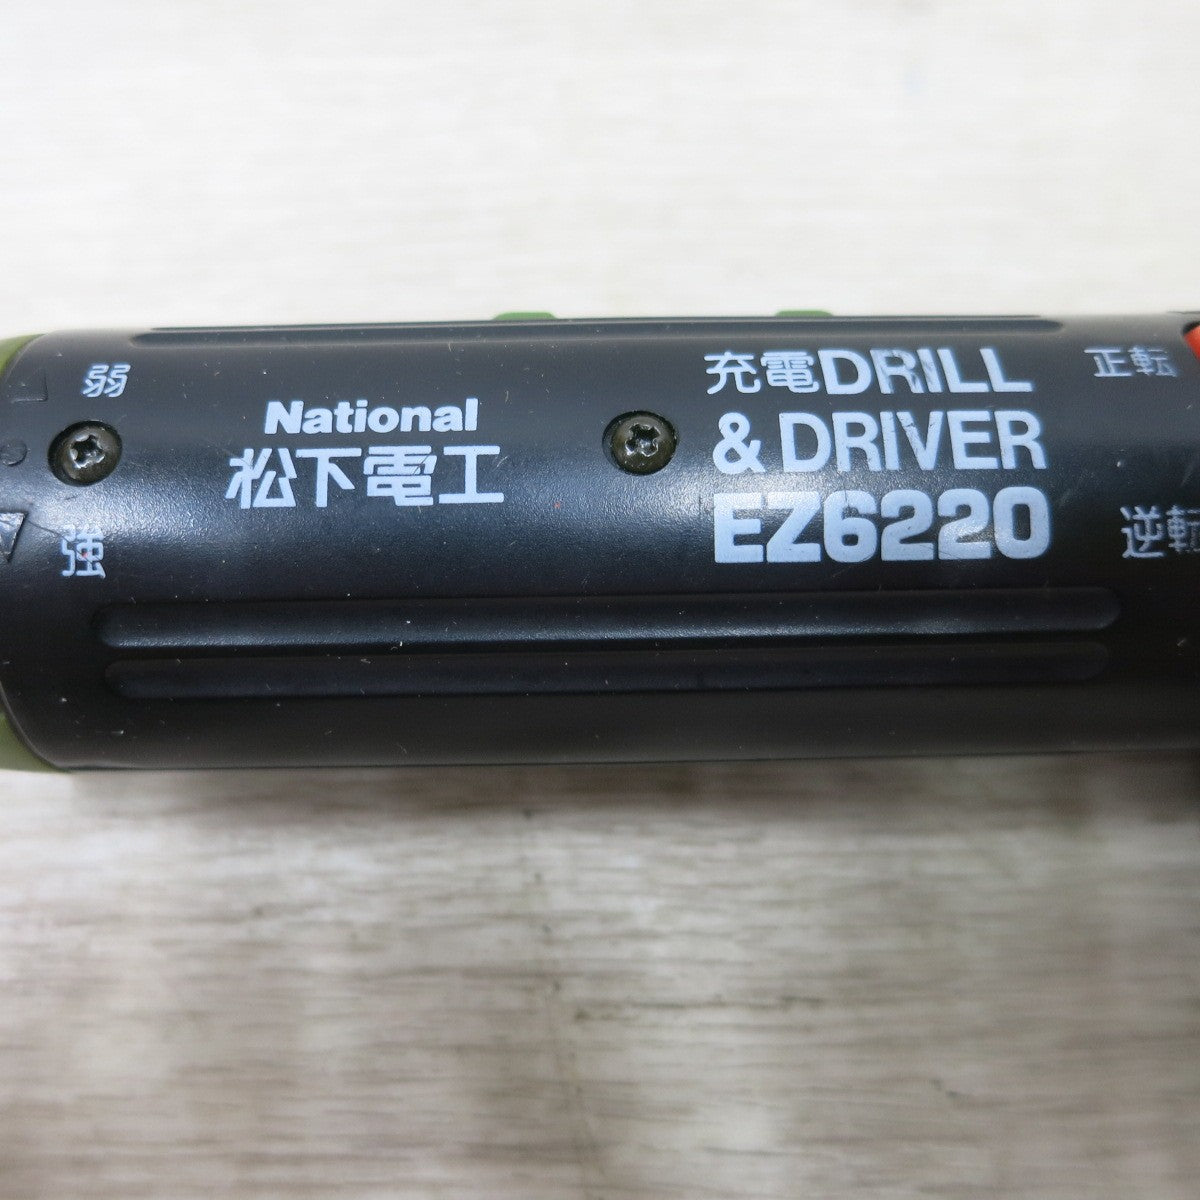 弱
強
National
松下電工
充電DRILL
& DRIVER
EZ6220
正転
逆転